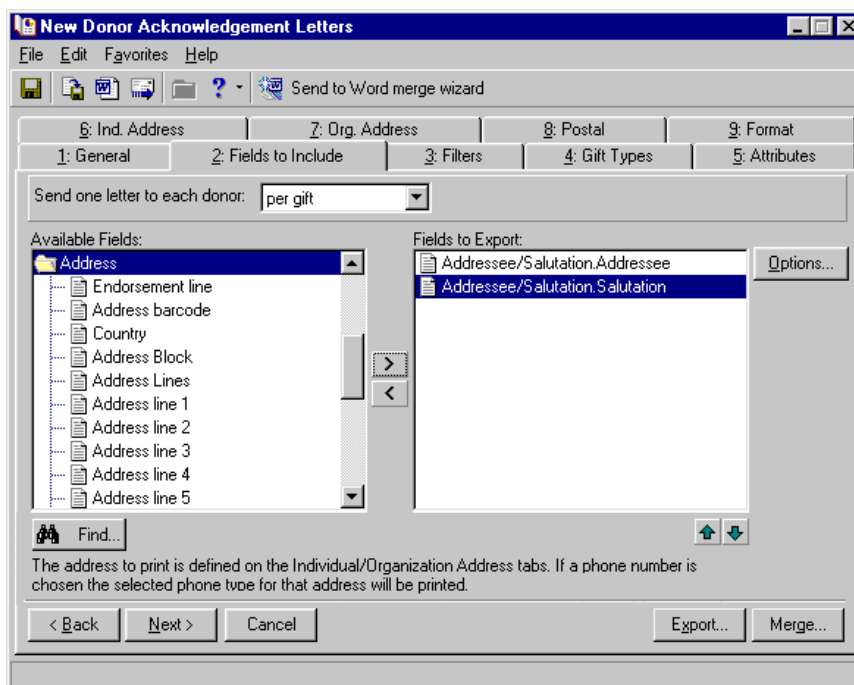 New Donor Acknowledgement Letters
File Edit Favorites Help
Send to Word merge wizard
6: Ind. Address 7: Org. Address 8: Postal 9: Format
1: General 2: Fields to Include 3: Filters 4: Gift Types 5: Attributes
Send one letter to each donor: per gift
Available Fields: Fields to Export:
Address Addressee/Salutation.Addressee Options...
Endorsement line Addressee/Salutation.Salutation
Address barcode
Country
Address Block
Address Lines
Address line 1
Address line 2
Address line 3
Address line 4
Address line 5
Find...
The address to print is defined on the Individual/Organization Address tabs. If a phone number is
chosen the selected phone type for that address will be printed.
< Back Next > Cancel Export... Merge...